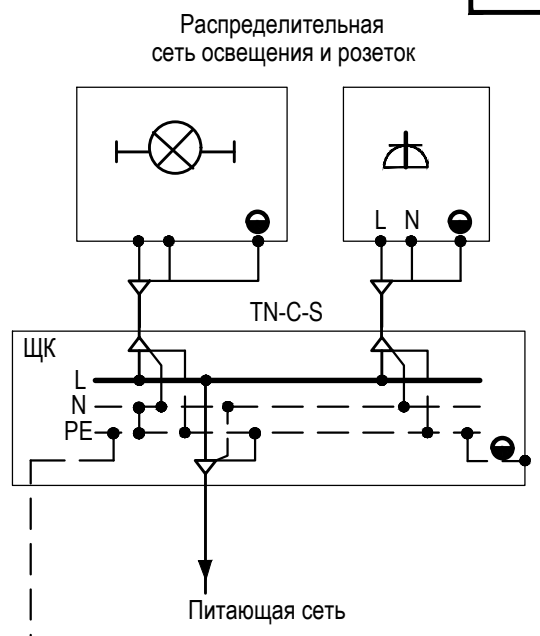 Распределительная
сеть освещения и розеток
L N
TN-C-S
ЩК
L
N
PE
Питающая сеть